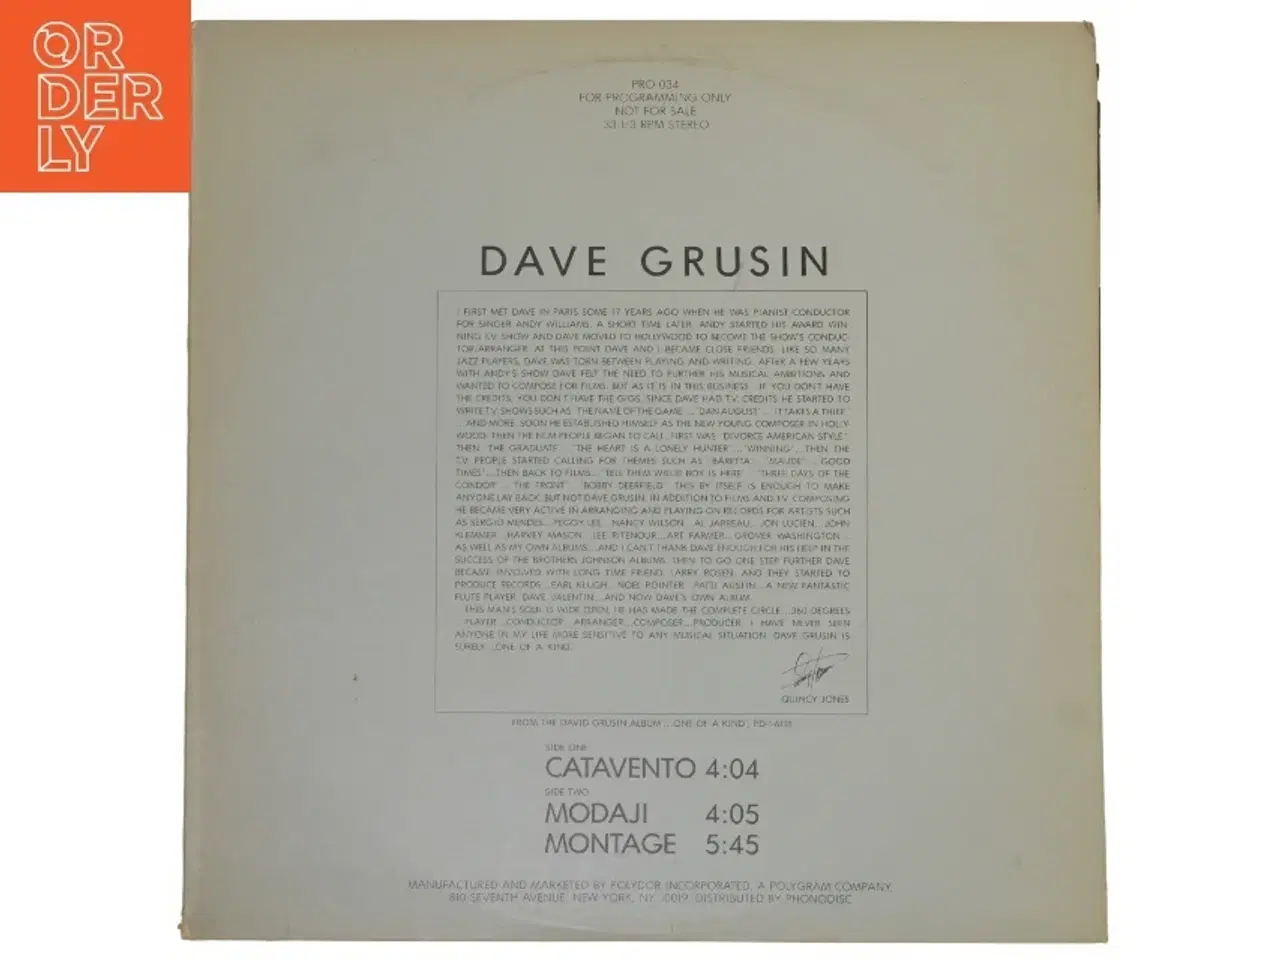 ORDERLY
PRO 034
FOR PROGRAMMING ONLY
NOT FOR SALE
33 1/3 RPM STEREO
DAVE GRUSIN
I FIRST MET DAVE IN PARIS SOME 17 YEARS AGO WHEN HE WAS PIANIST CONDUCTOR
FOR SINGER ANDY WILLIAMS. A SHORT TIME LATER, ANDY STARTED HIS AWARD WIN-
NING T.V. SHOW AND DAVE MOVED TO HOLLYWOOD TO BECOME THE SHOW'S CONDUC-
TOR/ARRANGER. AT THIS POINT DAVE AND I BECAME CLOSE FRIENDS. LIKE SO MANY
JAZZ PLAYERS, DAVE WAS TORN BETWEEN PLAYING AND WRITING. AFTER A FEW YEARS
WITH ANDY'S SHOW DAVE FELT THE NEED TO FURTHER HIS MUSICAL AMBITIONS AND
WANTED TO COMPOSE FOR FILMS. BUT AS IT IS IN THIS BUSINESS...IF YOU DON'T HAVE
THE CREDITS, YOU DON'T HAVE THE GIGS. SINCE DAVE HAD T.V. CREDITS HE STARTED TO
WRITE T.V. SHOWS SUCH AS "THE NAME OF THE GAME"..."DAN AUGUST"..."IT TAKES A THIEF"
...AND MORE. SOON HE ESTABLISHED HIMSELF AS THE NEW YOUNG COMPOSER IN HOLLY-
WOOD. THEN THE FILM PEOPLE BEGAN TO CALL. FIRST WAS "DIVORCE AMERICAN STYLE"
THEN "THE GRADUATE"..."THE HEART IS A LONELY HUNTER"..."WINNING"...THEN THE
T.V. PEOPLE STARTED CALLING FOR THEMES SUCH AS "BARETTA"..."MAUDE"..."GOOD
TIMES"...THEN BACK TO FILMS..."TELL THEM WILLIE BOY IS HERE"..."THREE DAYS OF THE
CONDOR"..."THE FRONT"..."BOBBY DEERFIELD". THIS BY ITSELF IS ENOUGH TO MAKE
ANYONE LAY BACK, BUT NOT DAVE GRUSIN. IN ADDITION TO FILMS AND T.V. COMPOSING
HE BECAME VERY ACTIVE IN ARRANGING AND PLAYING ON RECORDS FOR ARTISTS SUCH
AS SERGIO MENDES...PEGGY LEE...NANCY WILSON...AL JARREAU...JON LUCIEN...JOHN
KLEMMER...HARVEY MASON...LEE RITENOUR...ART FARMER...GROVER WASHINGTON...
AS WELL AS MY OWN ALBUMS...AND I CAN'T THANK DAVE ENOUGH FOR HIS HELP IN THE
SUCCESS OF THE BROTHERS JOHNSON ALBUMS. THEN TO GO ONE STEP FURTHER DAVE
BECAME INVOLVED WITH LONG TIME FRIEND, LARRY ROSEN, AND THEY STARTED TO
PRODUCE RECORDS...EARL KLUGH...NOEL POINTER...PATTI AUSTIN...A NEW FANTASTIC
FLUTE PLAYER, DAVE VALENTIN...AND NOW DAVE'S OWN ALBUM.
THIS MAN'S SOUL IS WIDE OPEN. HE HAS MADE THE COMPLETE CIRCLE...360 DEGREES
...PLAYER...CONDUCTOR...ARRANGER...COMPOSER...PRODUCER. I HAVE NEVER SEEN
ANYONE IN MY LIFE MORE SENSITIVE TO ANY MUSICAL SITUATION. DAVE GRUSIN IS
SURELY...ONE OF A KIND.
QUINCY JONES
FROM THE DAVID GRUSIN ALBUM...ONE OF A KIND',
SIDE ONE
CATAVENTO 4:04
SIDE TWO
MODAJI 4:05
MONTAGE 5:45
MANUFACTURED AND MARKETED BY POLYDOR INCORPORATED, A POLYGRAM COMPANY,
810 SEVENTH AVENUE, NEW YORK, NY. 10019. DISTRIBUTED BY PHONODISC